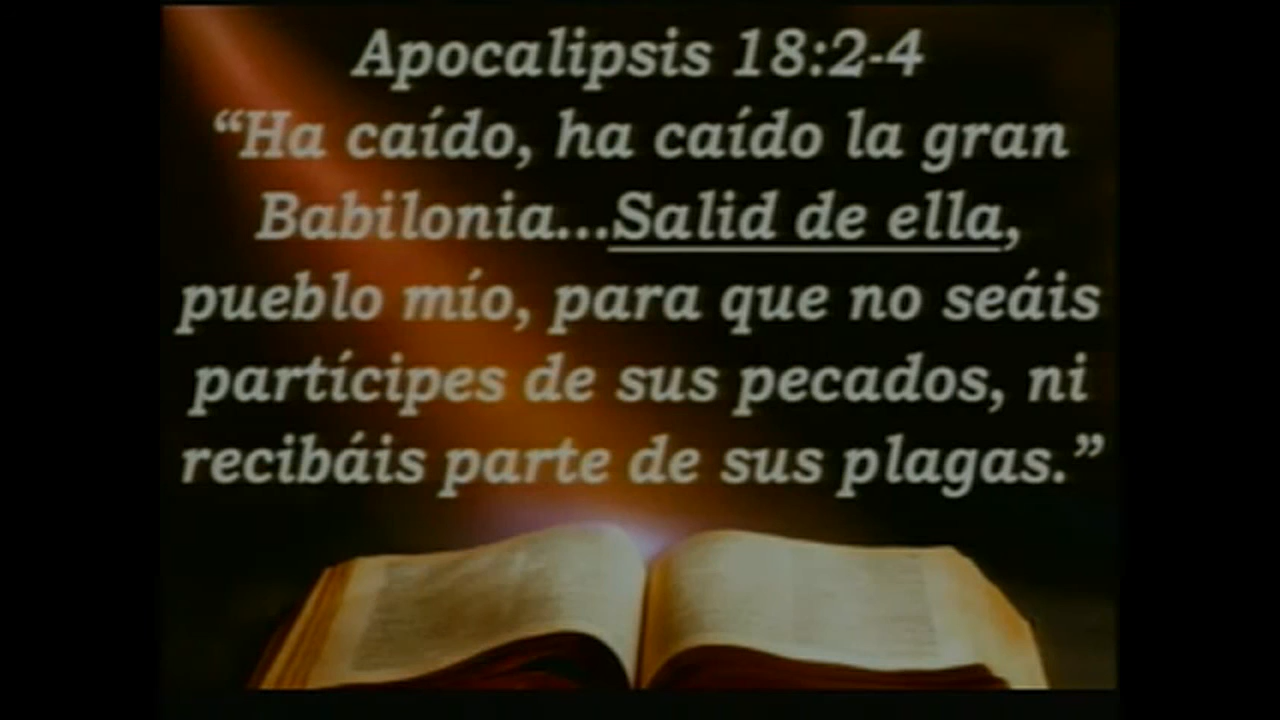 Apocalipsis 18:2-4
“Ha caído, ha caído la gran
Babilonia...Salid de ella,
pueblo mío, para que no seáis
partícipes de sus pecados, ni
recibáis parte de sus plagas.”